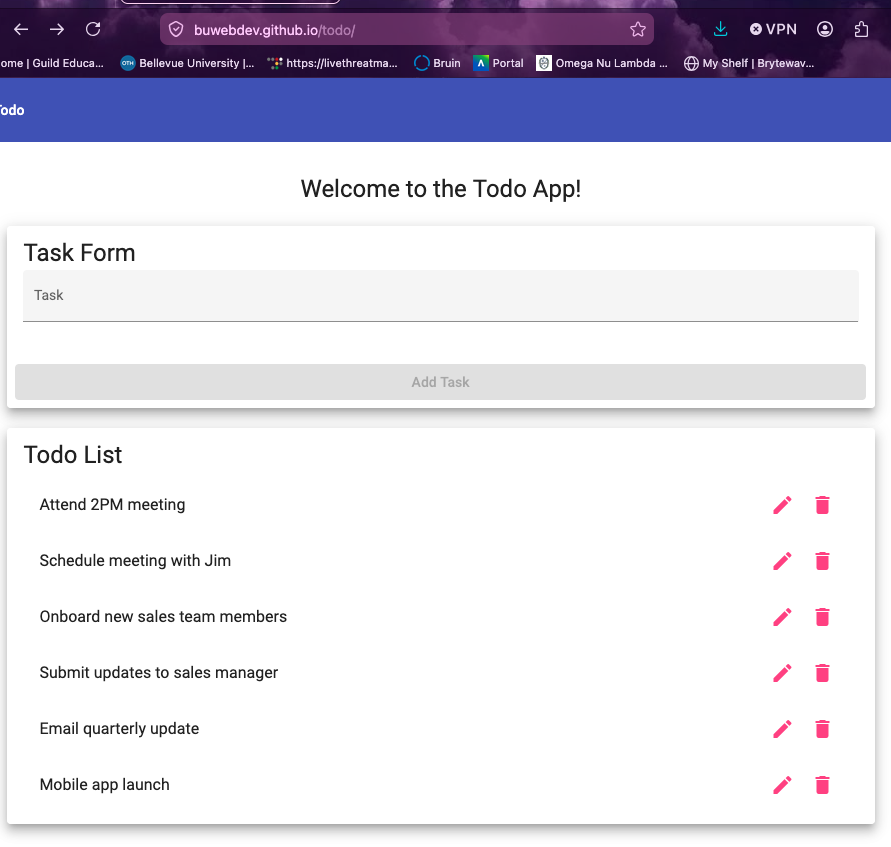 buwebdev.github.io/todo/
VPN
ome | Guild Educa...
OTH Bellevue University |...
https://livethreatma...
Bruin
Portal
Omega Nu Lambda ...
My Shelf | Brytewav...
Todo
Welcome to the Todo App!
Task Form
Task
Add Task
Todo List
Attend 2PM meeting
Schedule meeting with Jim
Onboard new sales team members
Submit updates to sales manager
Email quarterly update
Mobile app launch